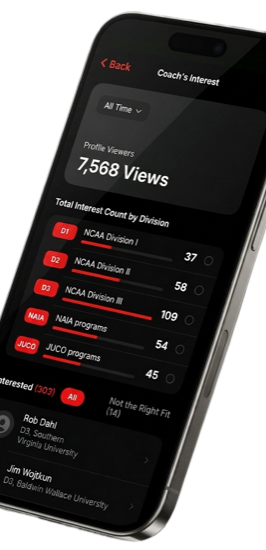 Back
Coach's Interest
All Time
Profile Viewers
7,568 Views
Total Interest Count by Division
D1 NCAA Division I 37
D2 NCAA Division II 58
D3 NCAA Division III 109
NAIA NAIA programs 54
JUCO JUCO programs 45
nterested (303) All Not the Right Fit
(14)
Rob Dahl
D3, Southern
Virginia University
Jim Wojtkun
D3, Baldwin Wallace University